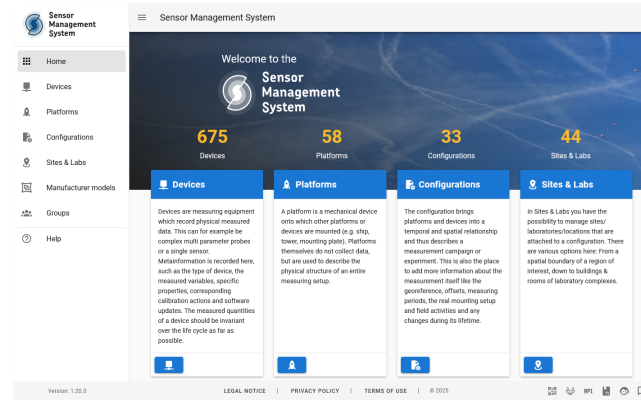 Sensor
Management
System
Sensor Management System
Home
Devices
Platforms
Configurations
Sites & Labs
Manufacturer models
Groups
Help
Welcome to the
Sensor
Management
System
675
Devices
58
Platforms
33
Configurations
44
Sites & Labs
Devices
Devices are measuring equipment
which record physical measured
data. This can for example be
complex multi parameter probes
or a single sensor.
Metainformation is recorded here,
such as the type of device, the
measured variables, specific
properties, corresponding
calibration actions and software
updates. The measured quantities
of a device should be invariant
over the life cycle as far as
possible.
Platforms
A platform is a mechanical device
onto which other platforms or
devices are mounted (e.g. ship,
tower, mounting plate). Platforms
themselves do not collect data,
but are used to describe the
physical structure of an entire
measuring setup.
Configurations
The configuration brings
platforms and devices into a
temporal and spatial relationship
and thus describes a
measurement campaign or
experiment. This is also the place
to add more information about the
measurement itself like the
georeference, offsets, measuring
periods, the real mounting setup
and field activities and any
changes during its lifetime.
Sites & Labs
In Sites & Labs you have the
possibility to manage sites/
laboratories/locations that are
attached to a configuration. There
are various options here: From a
spatial boundary of a region of
interest, down to buildings &
rooms of laboratory complexes.
Version: 1.20.0
LEGAL NOTICE | PRIVACY POLICY | TERMS OF USE | © 2025
API